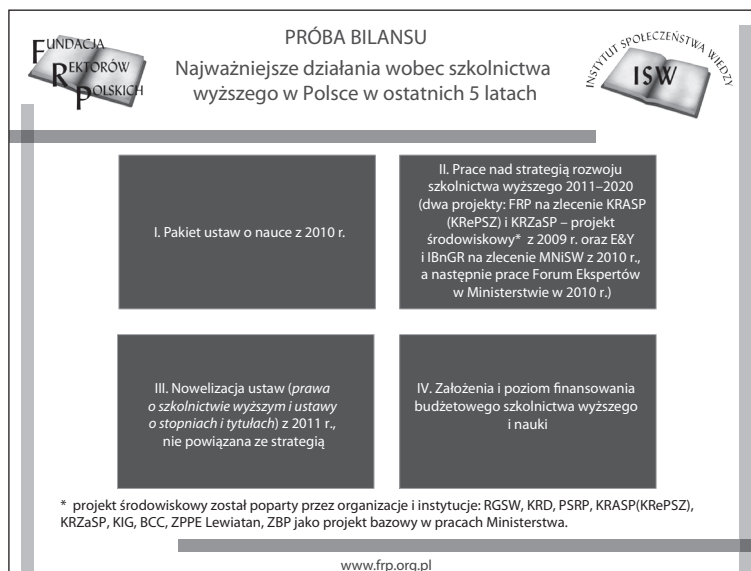 FUNDACJA
REKTORÓW
POLSKICH
PRÓBA BILANSU
Najważniejsze działania wobec szkolnictwa
wyższego w Polsce w ostatnich 5 latach
INSTYTUT SPOŁECZEŃSTWA WIEDZY
ISW
I. Pakiet ustaw o nauce z 2010 r.
II. Prace nad strategią rozwoju
szkolnictwa wyższego 2011–2020
(dwa projekty: FRP na zlecenie KRASP
(KRePSZ) i KRZaSP – projekt
środowiskowy* z 2009 r. oraz E&Y
i IBnGR na zlecenie MNiSW z 2010 r.,
a następnie prace Forum Ekspertów
w Ministerstwie w 2010 r.)
III. Nowelizacja ustaw (prawa
o szkolnictwie wyższym i ustawy
o stopniach i tytułach) z 2011 r.,
nie powiązana ze strategią
IV. Założenia i poziom finansowania
budżetowego szkolnictwa wyższego
i nauki
* projekt środowiskowy został poparty przez organizacje i instytucje: RGSW, KRD, PSRP, KRASP(KRePSZ),
KRZaSP, KIG, BCC, ZPPE Lewiatan, ZBP jako projekt bazowy w pracach Ministerstwa.
www.frp.org.pl